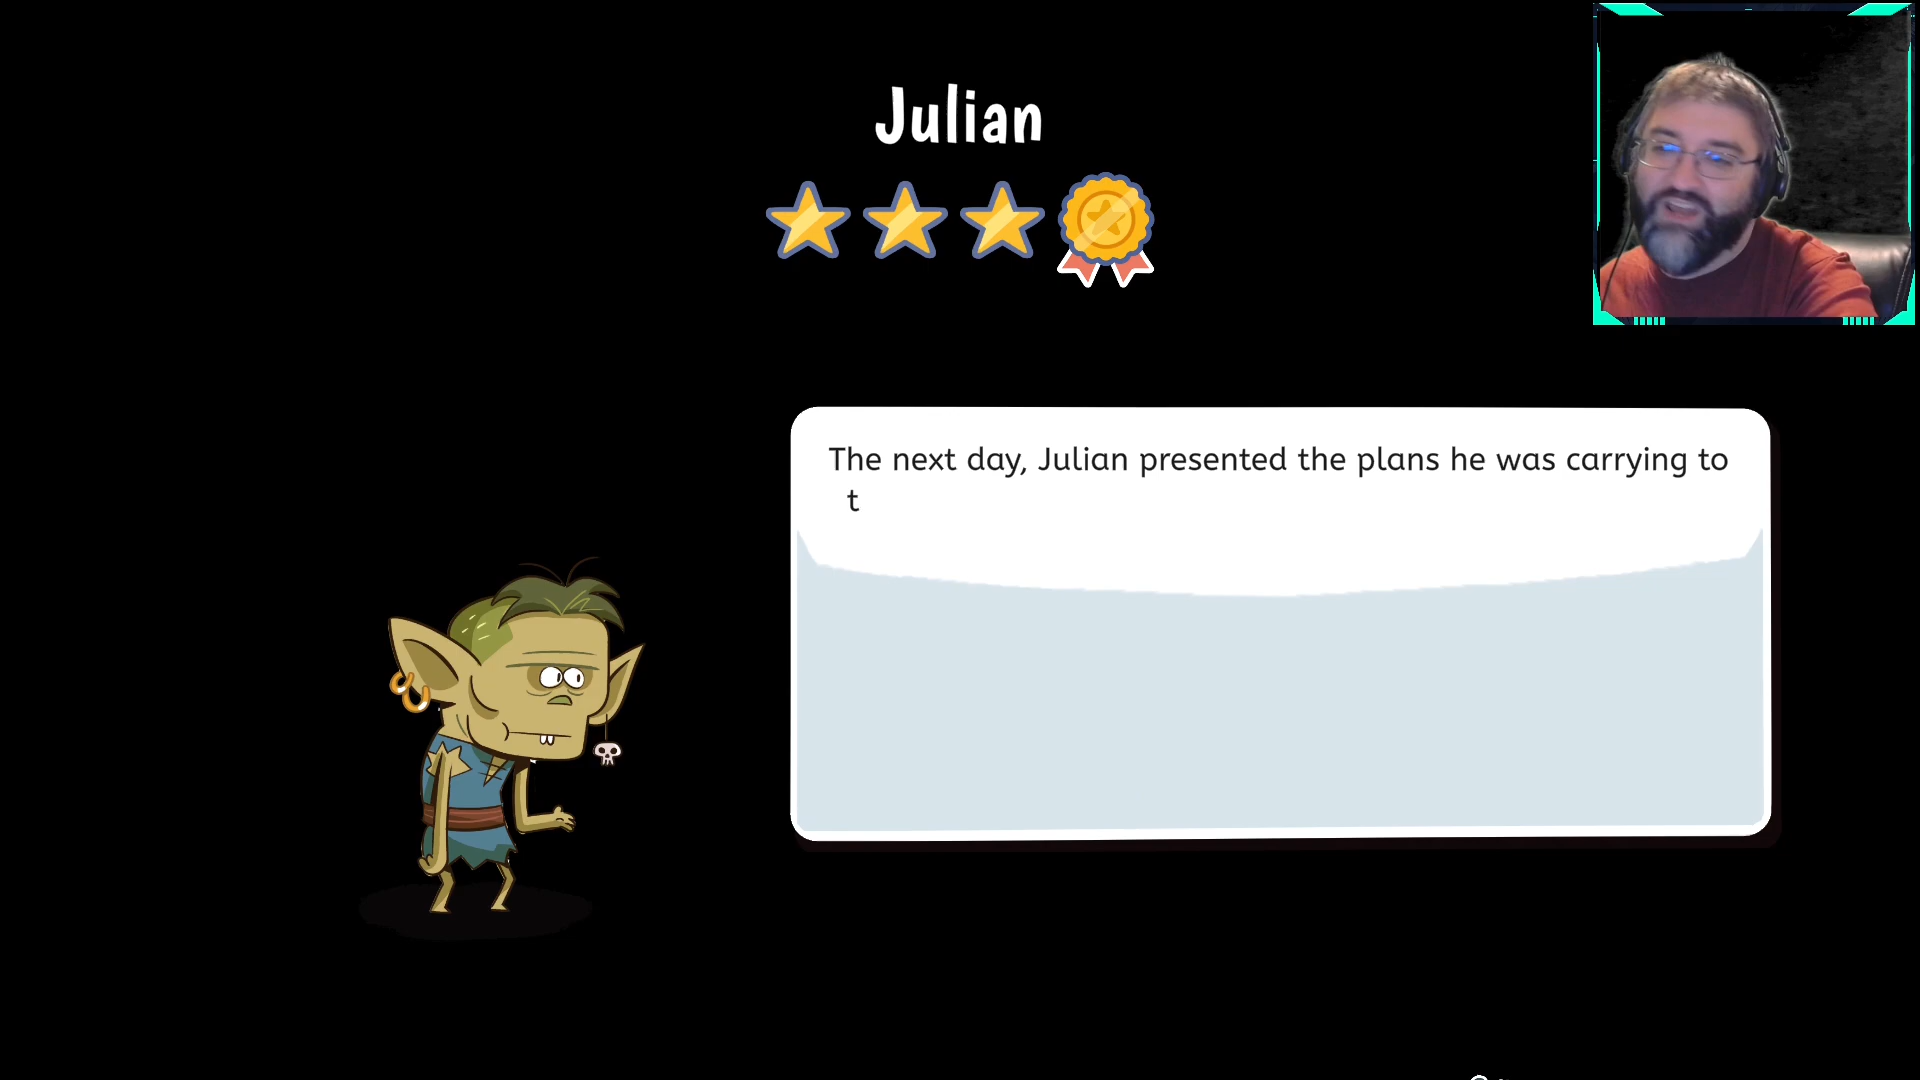 Julian
The next day, Julian presented the plans he was carrying to
t